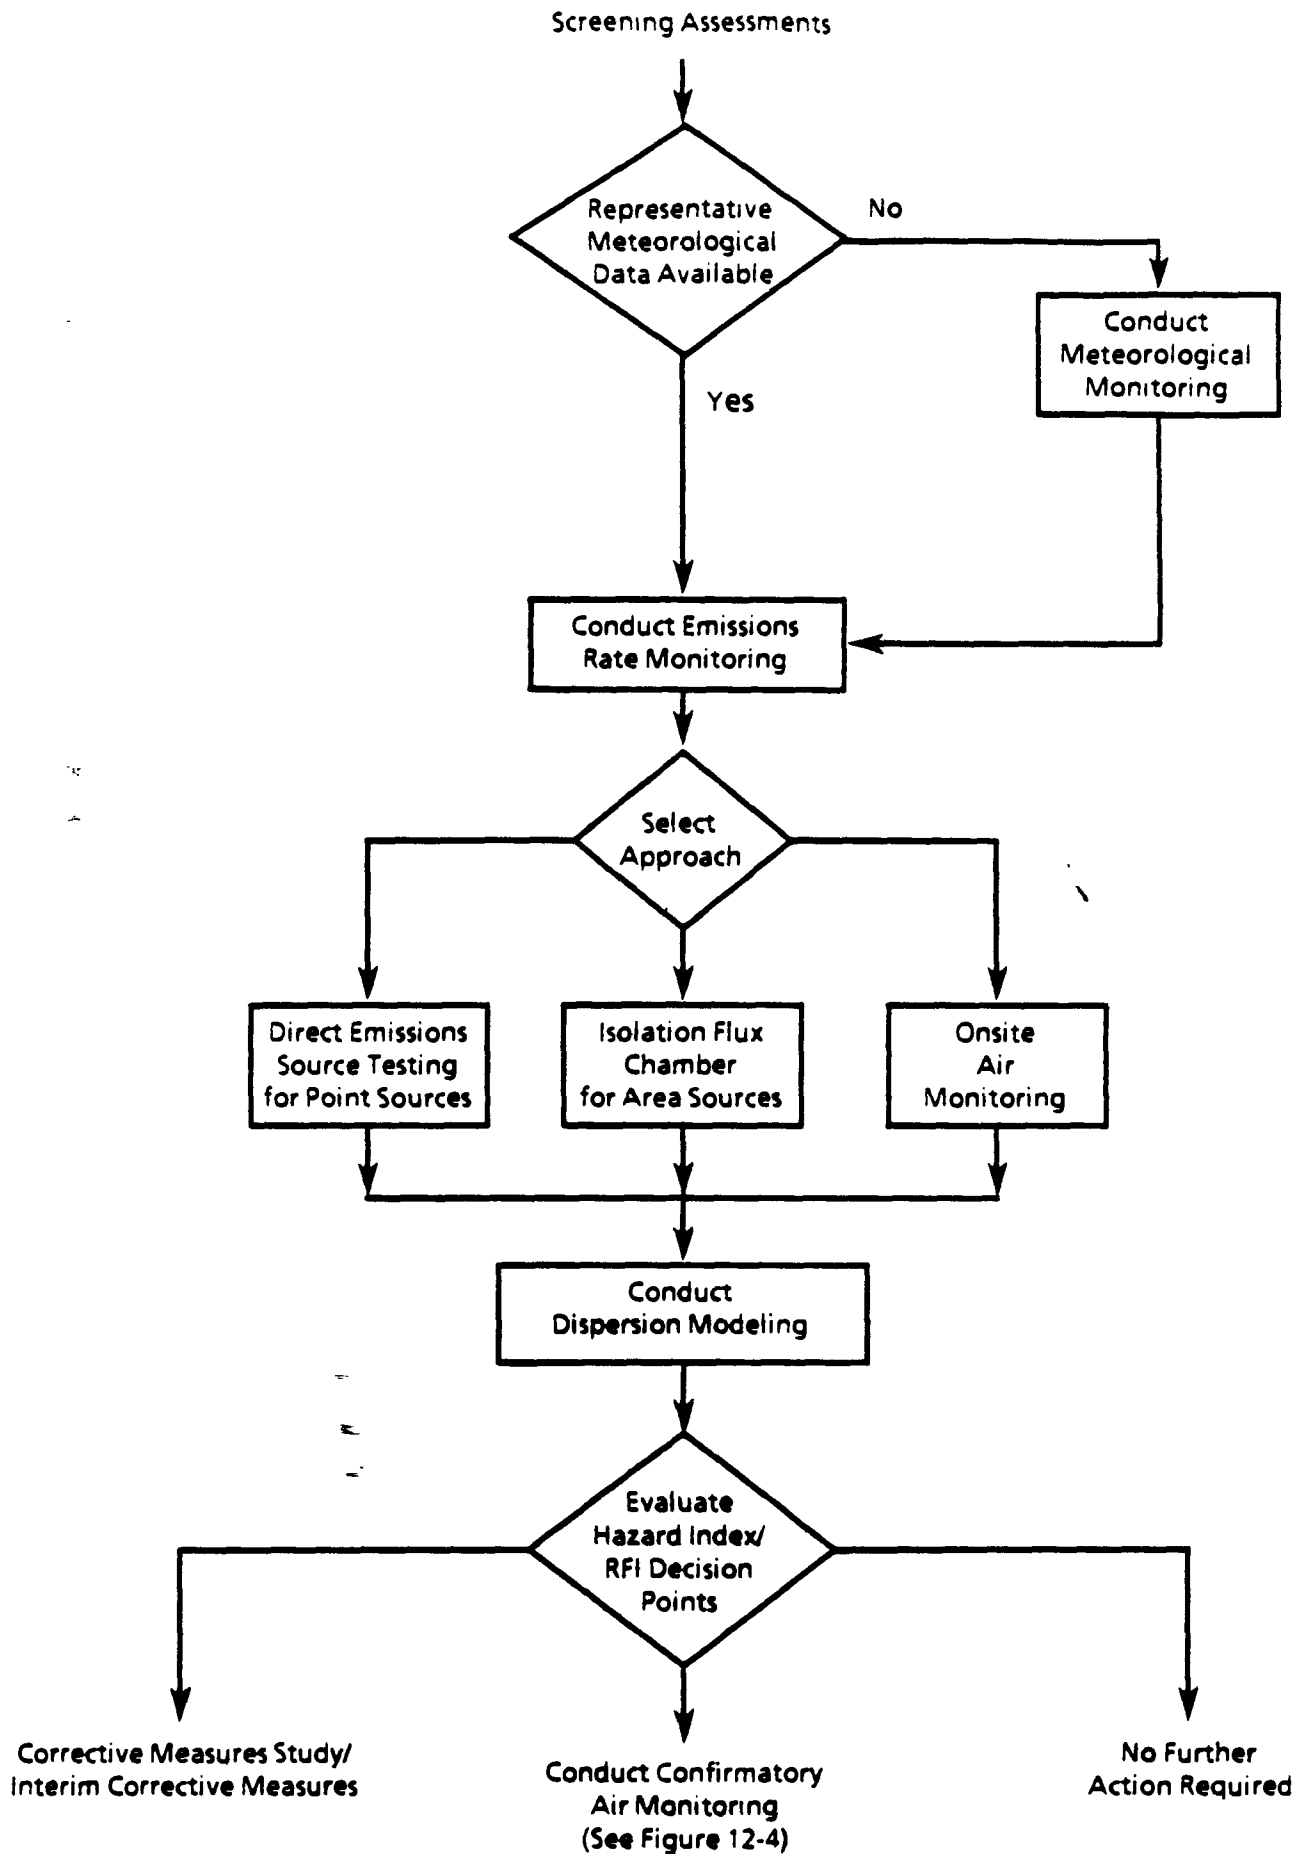 Screening Assessments
Representative
Meteorological
Data Available
No
Conduct
Meteorological
Monitoring
Yes
Conduct Emissions
Rate Monitoring
Select
Approach
Direct Emissions
Source Testing
for Point Sources
Isolation Flux
Chamber
for Area Sources
Onsite
Air
Monitoring
Conduct
Dispersion Modeling
Evaluate
Hazard Index/
RFI Decision
Points
Corrective Measures Study/
Interim Corrective Measures
Conduct Confirmatory
Air Monitoring
(See Figure 12-4)
No Further
Action Required